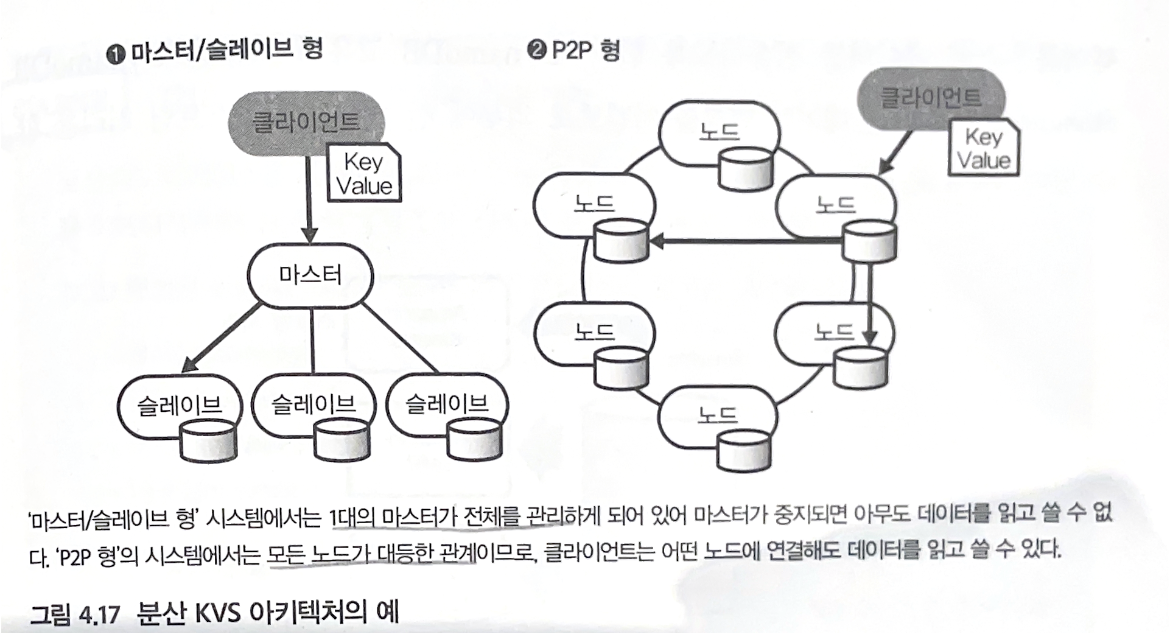 ❶ 마스터/슬레이브 형
클라이언트
Key
Value
마스터
슬레이브
슬레이브
슬레이브
❷ P2P 형
클라이언트
Key
Value
노드
노드
노드
노드
노드
노드
'마스터/슬레이브 형' 시스템에서는 1대의 마스터가 전체를 관리하게 되어 있어 마스터가 중지되면 아무도 데이터를 읽고 쓸 수 없
다. 'P2P 형'의 시스템에서는 모든 노드가 대등한 관계이므로, 클라이언트는 어떤 노드에 연결해도 데이터를 읽고 쓸 수 있다.
그림 4.17 분산 KVS 아키텍처의 예